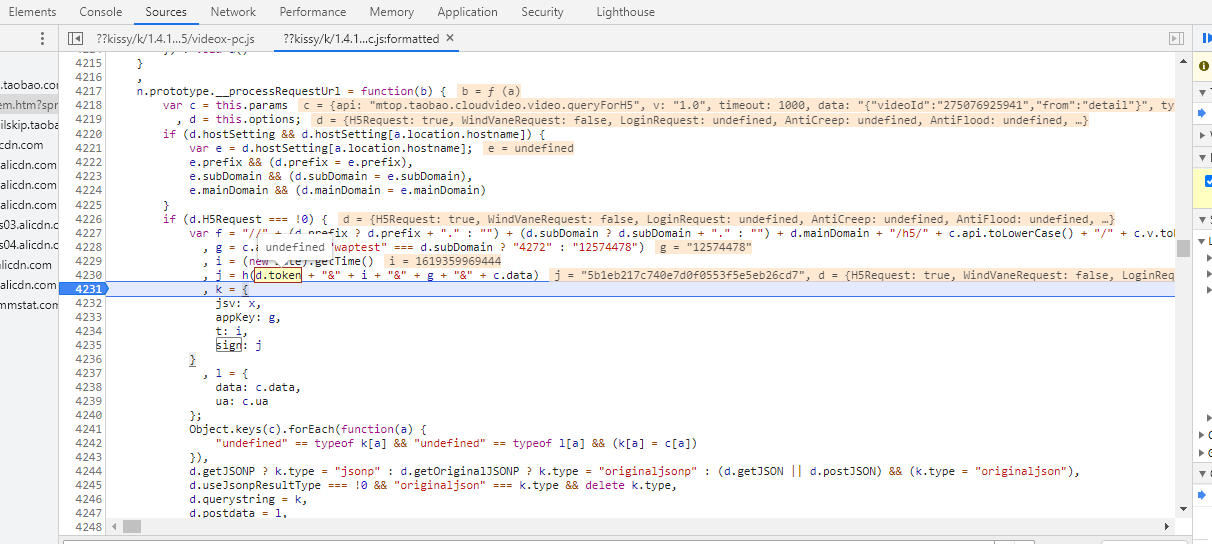 Elements Console Sources Network Performance Memory Application Security Lighthouse
??kissy/k/1.4.1...5/videox-pc.js ??kissy/k/1.4.1...c.js:formatted ×
.taobao.com
em.htm?spr
ilskip.taoba
cdn.com
.alicdn.com
.alicdn.com
.alicdn.com
s03.alicdn.com
s04.alicdn.com
alicdn.com
.alicdn.com
mmstat.com
4215 }
4216 ,
4217 n.prototype.__processRequestUrl = function(b) { b = ƒ (a)
4218 var c = this.params c = {api: "mtop.taobao.cloudvideo.video.queryForH5", v: "1.0", timeout: 1000, data: "{"videoId":"275076925941","from":"detail"}", ty
4219 , d = this.options; d = {H5Request: true, WindVaneRequest: false, LoginRequest: undefined, AntiCreep: undefined, AntiFlood: undefined, …}
4220 if (d.hostSetting && d.hostSetting[a.location.hostname]) {
4221 var e = d.hostSetting[a.location.hostname]; e = undefined
4222 e.prefix && (d.prefix = e.prefix),
4223 e.subDomain && (d.subDomain = e.subDomain),
4224 e.mainDomain && (d.mainDomain = e.mainDomain)
4225 }
4226 if (d.H5Request === !0) { d = {H5Request: true, WindVaneRequest: false, LoginRequest: undefined, AntiCreep: undefined, AntiFlood: undefined, …}
4227 var f = "//" + (d.prefix ? d.prefix + "." : "") + (d.subDomain ? d.subDomain + "." : "") + d.mainDomain + "/h5/" + c.api.toLowerCase() + "/" + c.v.to
4228 , g = c.a undefined "waptest" === d.subDomain ? "4272" : "12574478") g = "12574478"
4229 , i = (new Date).getTime() i = 1619359969444
4230 , j = h(d.token + "&" + i + "&" + g + "&" + c.data) j = "5b1eb217c740e7d0f0553f5e5eb26cd7", d = {H5Request: true, WindVaneRequest: false, LoginReq
4231 , k = {
4232 jsv: x,
4233 appKey: g,
4234 t: i,
4235 sign: j
4236 }
4237 , l = {
4238 data: c.data,
4239 ua: c.ua
4240 };
4241 Object.keys(c).forEach(function(a) {
4242 "undefined" == typeof k[a] && "undefined" == typeof l[a] && (k[a] = c[a])
4243 }),
4244 d.getJSONP ? k.type = "jsonp" : d.getOriginalJSONP ? k.type = "originaljsonp" : (d.getJSON || d.postJSON) && (k.type = "originaljson"),
4245 d.useJsonpResultType === !0 && "originaljson" === k.type && delete k.type,
4246 d.querystring = k,
4247 d.postdata = l,
4248